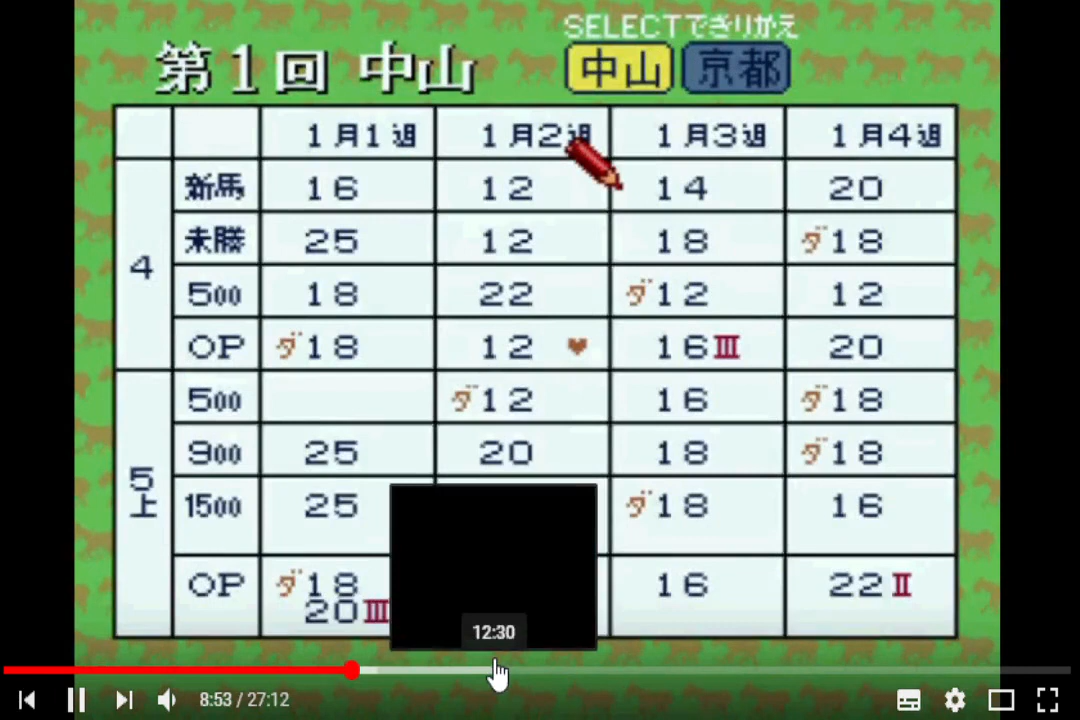 SELECTできりかえ
第1回 中山 中山 京都
1月1週 1月2週 1月3週 1月4週
4
新馬 16 12 14 20
未勝 25 12 18 ダ18
500 18 22 ダ12 12
OP ダ18 12 ♥ 16Ⅲ 20
5上
500 ダ12 16 ダ18
900 25 20 18 ダ18
1500 25 ダ18 16
OP ダ18 16 22Ⅱ
20Ⅲ
12:30
8:53 / 27:12